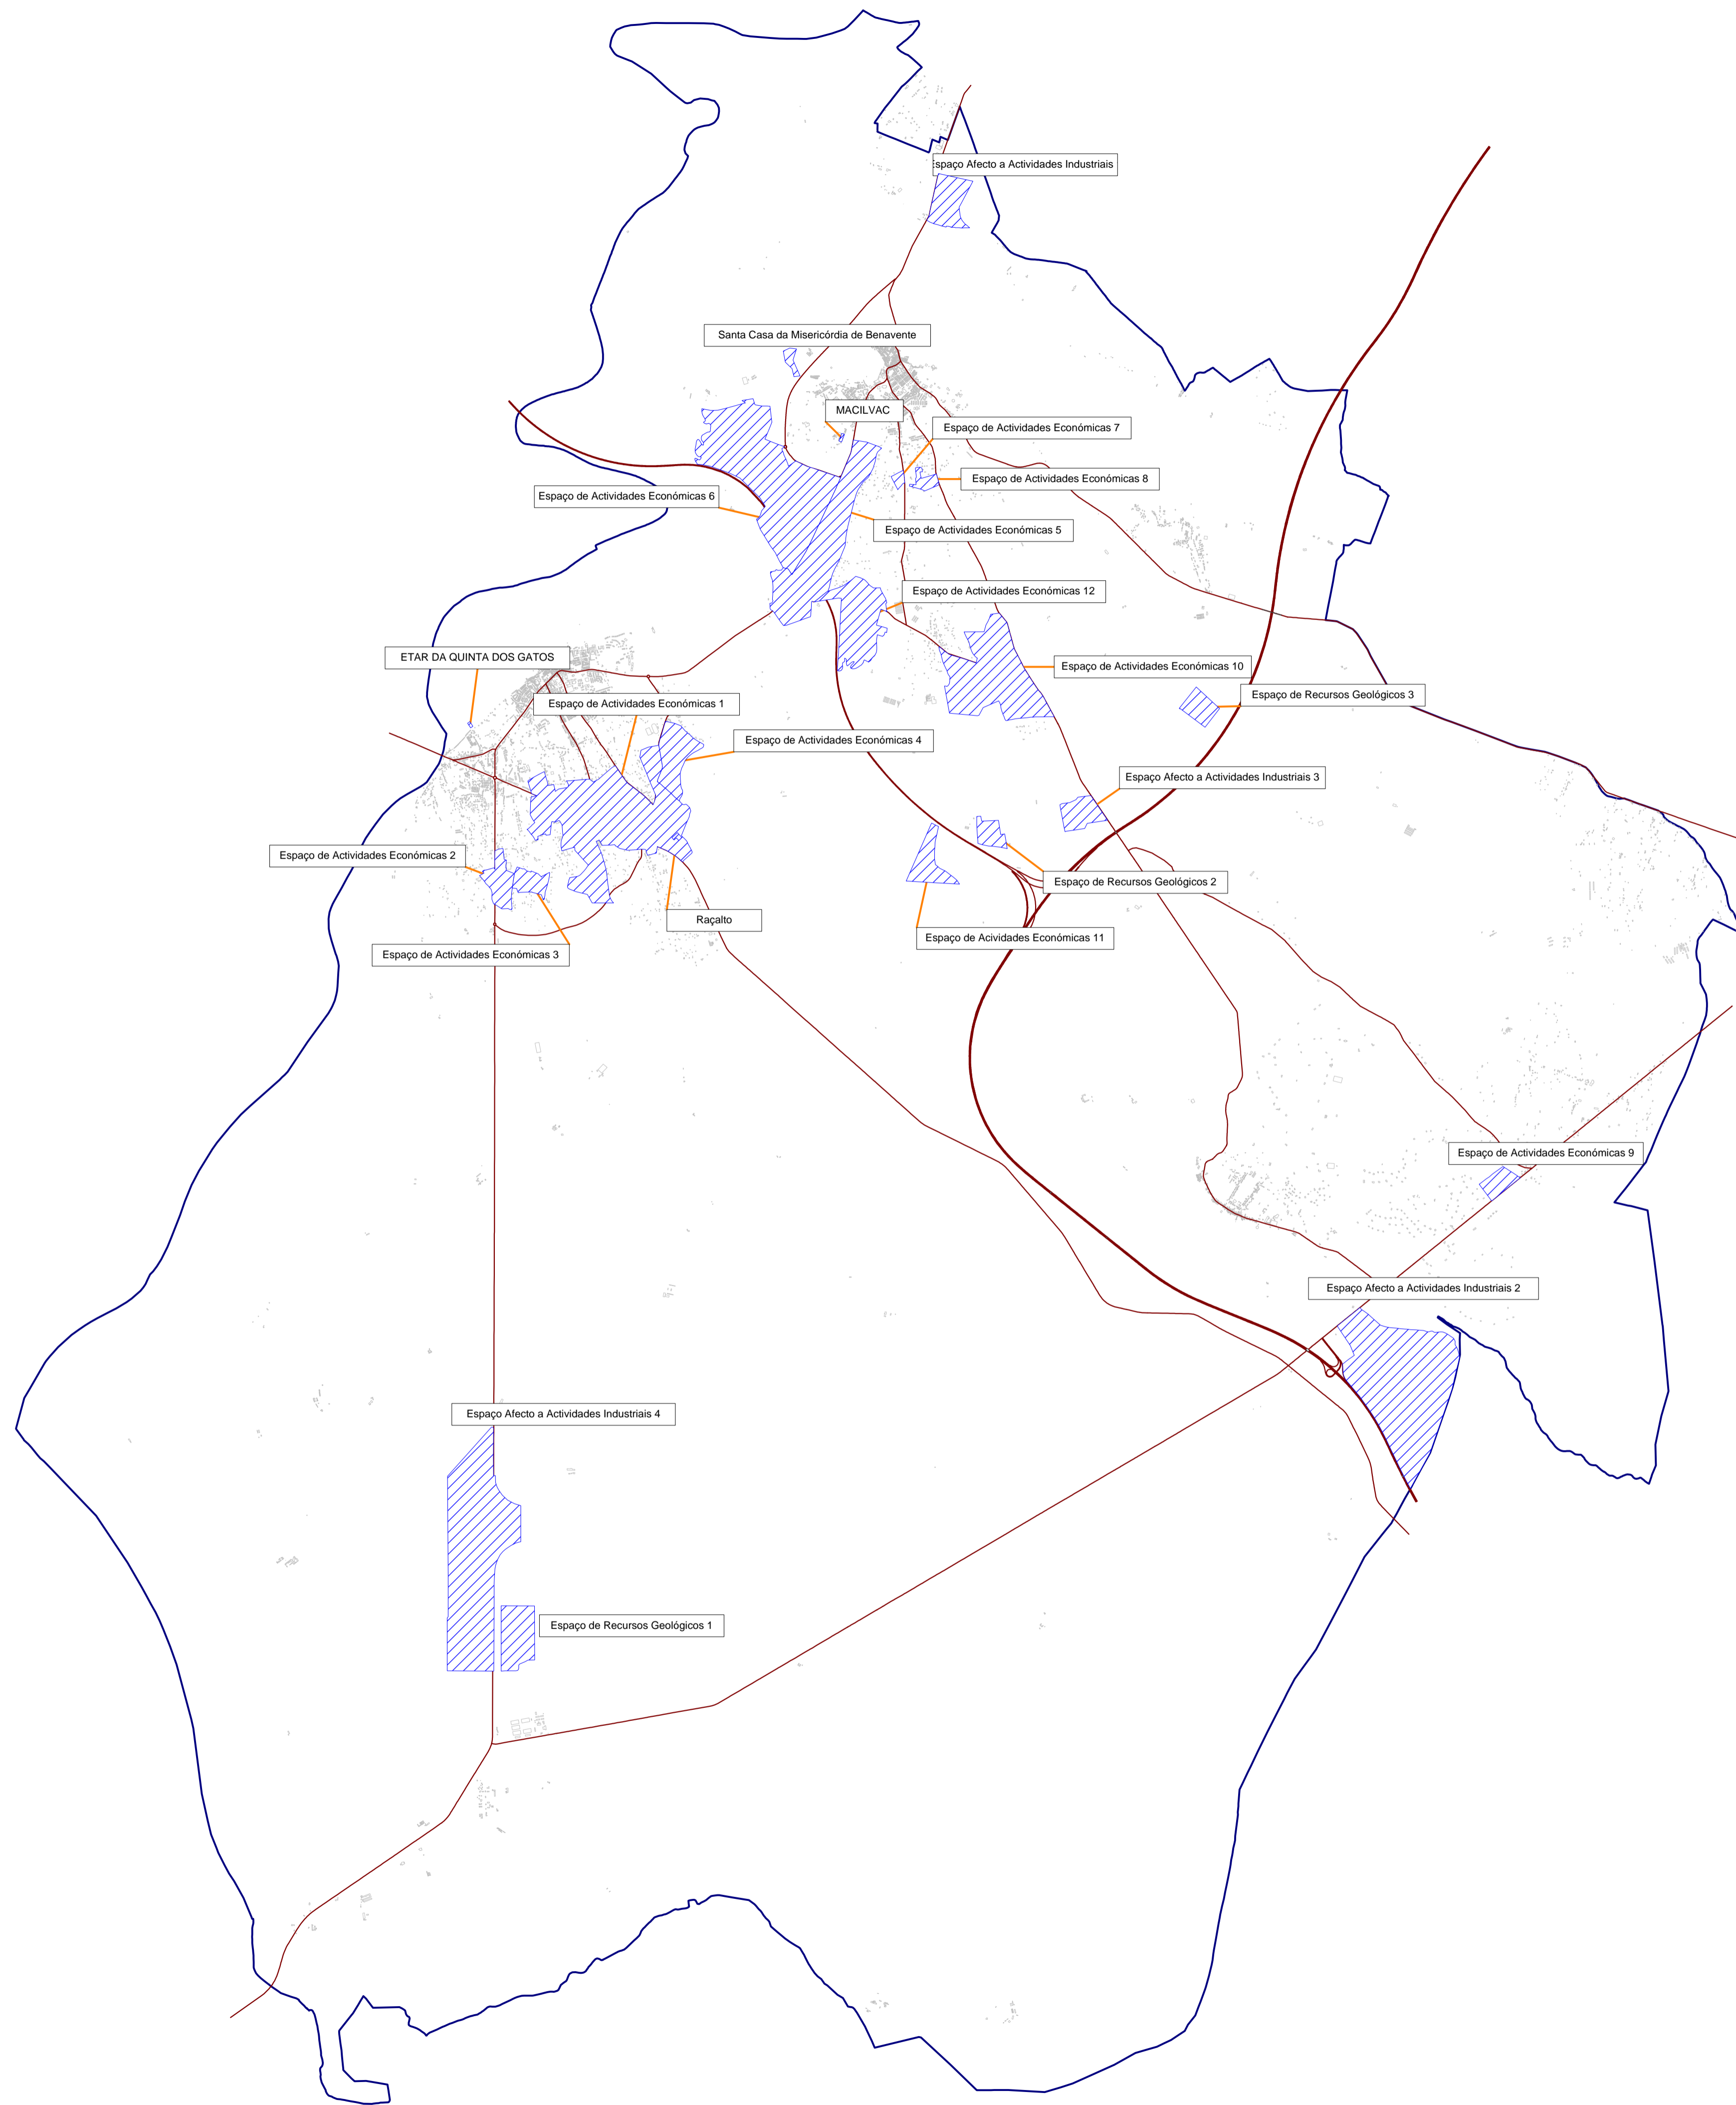 Espaço Afecto a Actividades Industriais
Santa Casa da Misericórdia de Benavente
MACILVAC
Espaço de Actividades Económicas 7
Espaço de Actividades Económicas 8
Espaço de Actividades Económicas 6
Espaço de Actividades Económicas 5
Espaço de Actividades Económicas 12
ETAR DA QUINTA DOS GATOS
Espaço de Actividades Económicas 10
Espaço de Recursos Geológicos 3
Espaço de Actividades Económicas 1
Espaço de Actividades Económicas 4
Espaço Afecto a Actividades Industriais 3
Espaço de Actividades Económicas 2
Espaço de Recursos Geológicos 2
Raçalto
Espaço de Acividades Económicas 11
Espaço de Actividades Económicas 3
Espaço de Actividades Económicas 9
Espaço Afecto a Actividades Industriais 2
Espaço Afecto a Actividades Industriais 4
Espaço de Recursos Geológicos 1